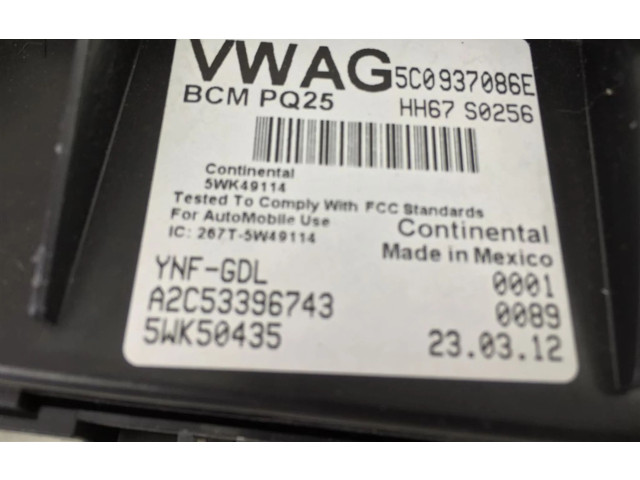 VWAG 5C0937086E
BCM PQ25 HH67 S0256
Continental
5WK49114
Tested To Comply With FCC Standards
For AutoMobile Use
IC: 267T-5W49114
Continental
Made in Mexico
YNF-GDL 0001
A2C53396743 0089
5WK50435 23.03.12